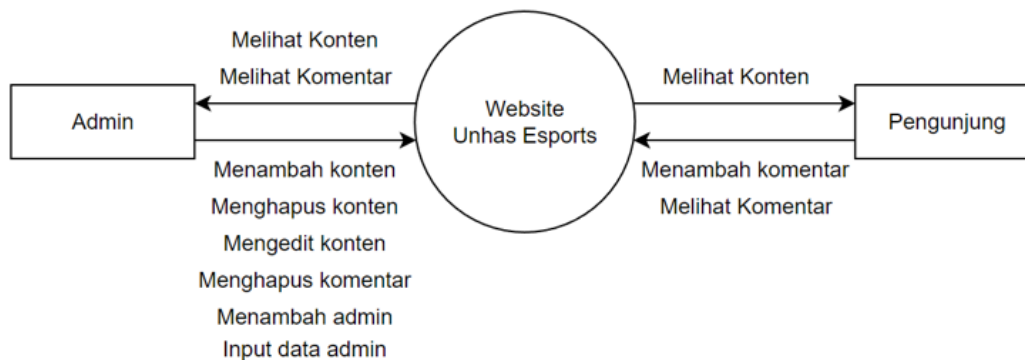 Melihat Konten
Melihat Komentar
Admin
Menambah konten
Menghapus konten
Mengedit konten
Menghapus komentar
Menambah admin
Input data admin
Website
Unhas Esports
Melihat Konten
Pengunjung
Menambah komentar
Melihat Komentar